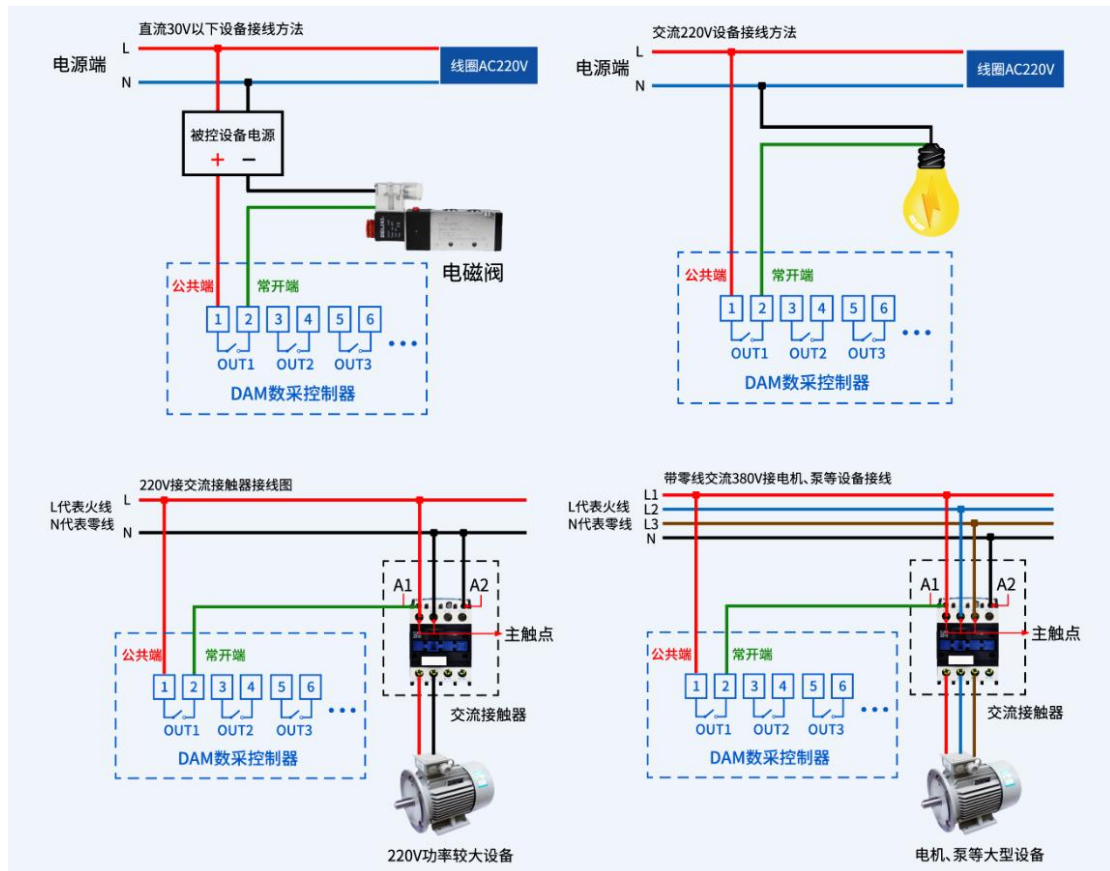 直流30V以下设备接线方法
L
电源端
线圈AC220V
N
被控设备电源
+ −
电磁阀
公共端
常开端
1 2 3 4 5 6
OUT1 OUT2 OUT3
DAM数采控制器
交流220V设备接线方法
L
电源端
线圈AC220V
N
公共端
常开端
1 2 3 4 5 6
OUT1 OUT2 OUT3
DAM数采控制器
220V接交流接触器接线图
L代表火线 L
N代表零线 N
A1 A2
主触点
公共端
常开端
1 2 3 4 5 6
OUT1 OUT2 OUT3
交流接触器
DAM数采控制器
220V功率较大设备
带零线交流380V接电机、泵等设备接线
L1
L代表火线 L2
N代表零线 L3
N
A1 A2
主触点
公共端
常开端
1 2 3 4 5 6
OUT1 OUT2 OUT3
交流接触器
DAM数采控制器
电机、泵等大型设备